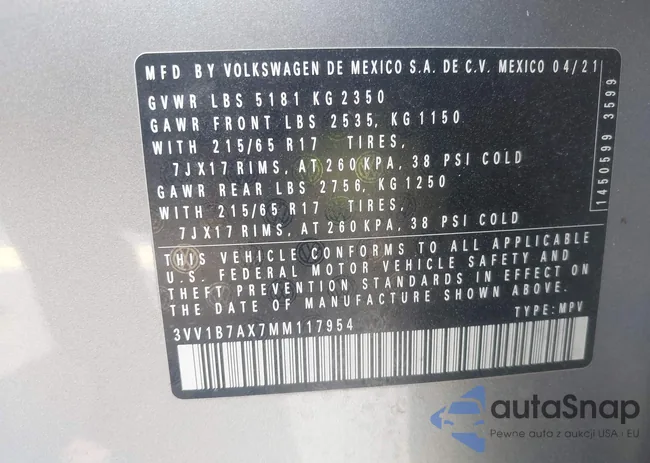 MFD BY VOLKSWAGEN DE MEXICO S.A. DE C.V. MEXICO 04/21
GVWR LBS 5181 KG 2350
GAWR FRONT LBS 2535, KG 1150
WITH 215/65 R17 TIRES,
7JX17 RIMS, AT 260 KPA, 38 PSI COLD
GAWR REAR LBS 2756, KG 1250
WITH 215/65 R17 TIRES,
7JX17 RIMS, AT 260 KPA, 38 PSI COLD
THIS VEHICLE CONFORMS TO ALL APPLICABLE
U.S. FEDERAL MOTOR VEHICLE SAFETY AND
THEFT PREVENTION STANDARDS IN EFFECT ON
THE DATE OF MANUFACTURE SHOWN ABOVE.
TYPE: MPV
3VV1B7AX7MM117954
1450599 3599
autaSnap
Pewne auta z aukcji USA - EU